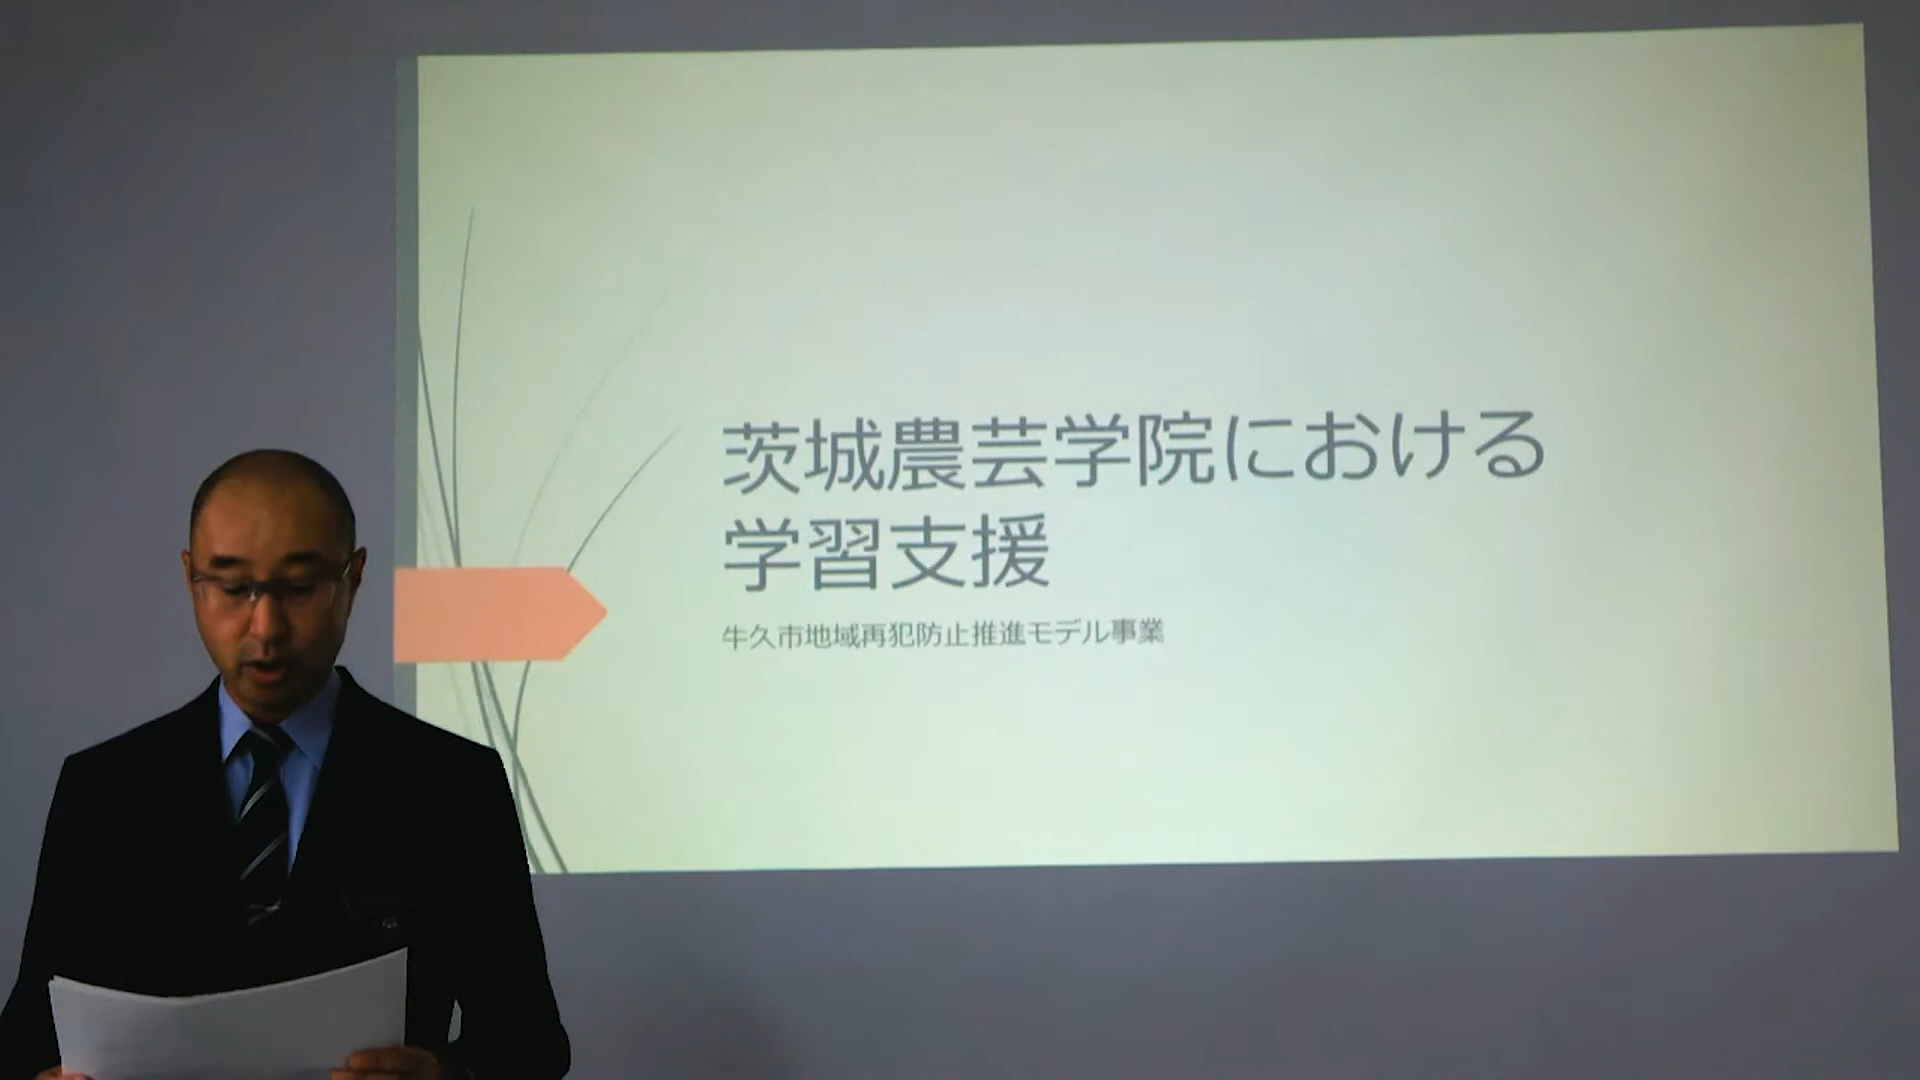 茨城農芸学院における
学習支援
牛久市地域再犯防止推進モデル事業